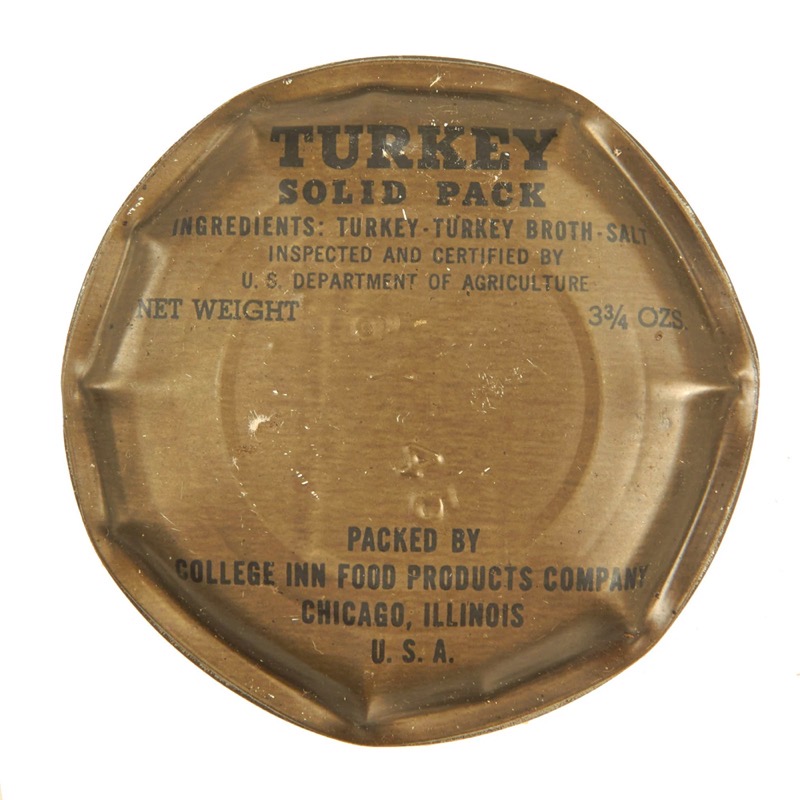 TURKEY
SOLID PACK
INGREDIENTS: TURKEY-TURKEY BROTH-SALT
INSPECTED AND CERTIFIED BY
U. S. DEPARTMENT OF AGRICULTURE
NET WEIGHT 3¾ OZS.
PACKED BY
COLLEGE INN FOOD PRODUCTS COMPANY
CHICAGO, ILLINOIS
U. S. A.